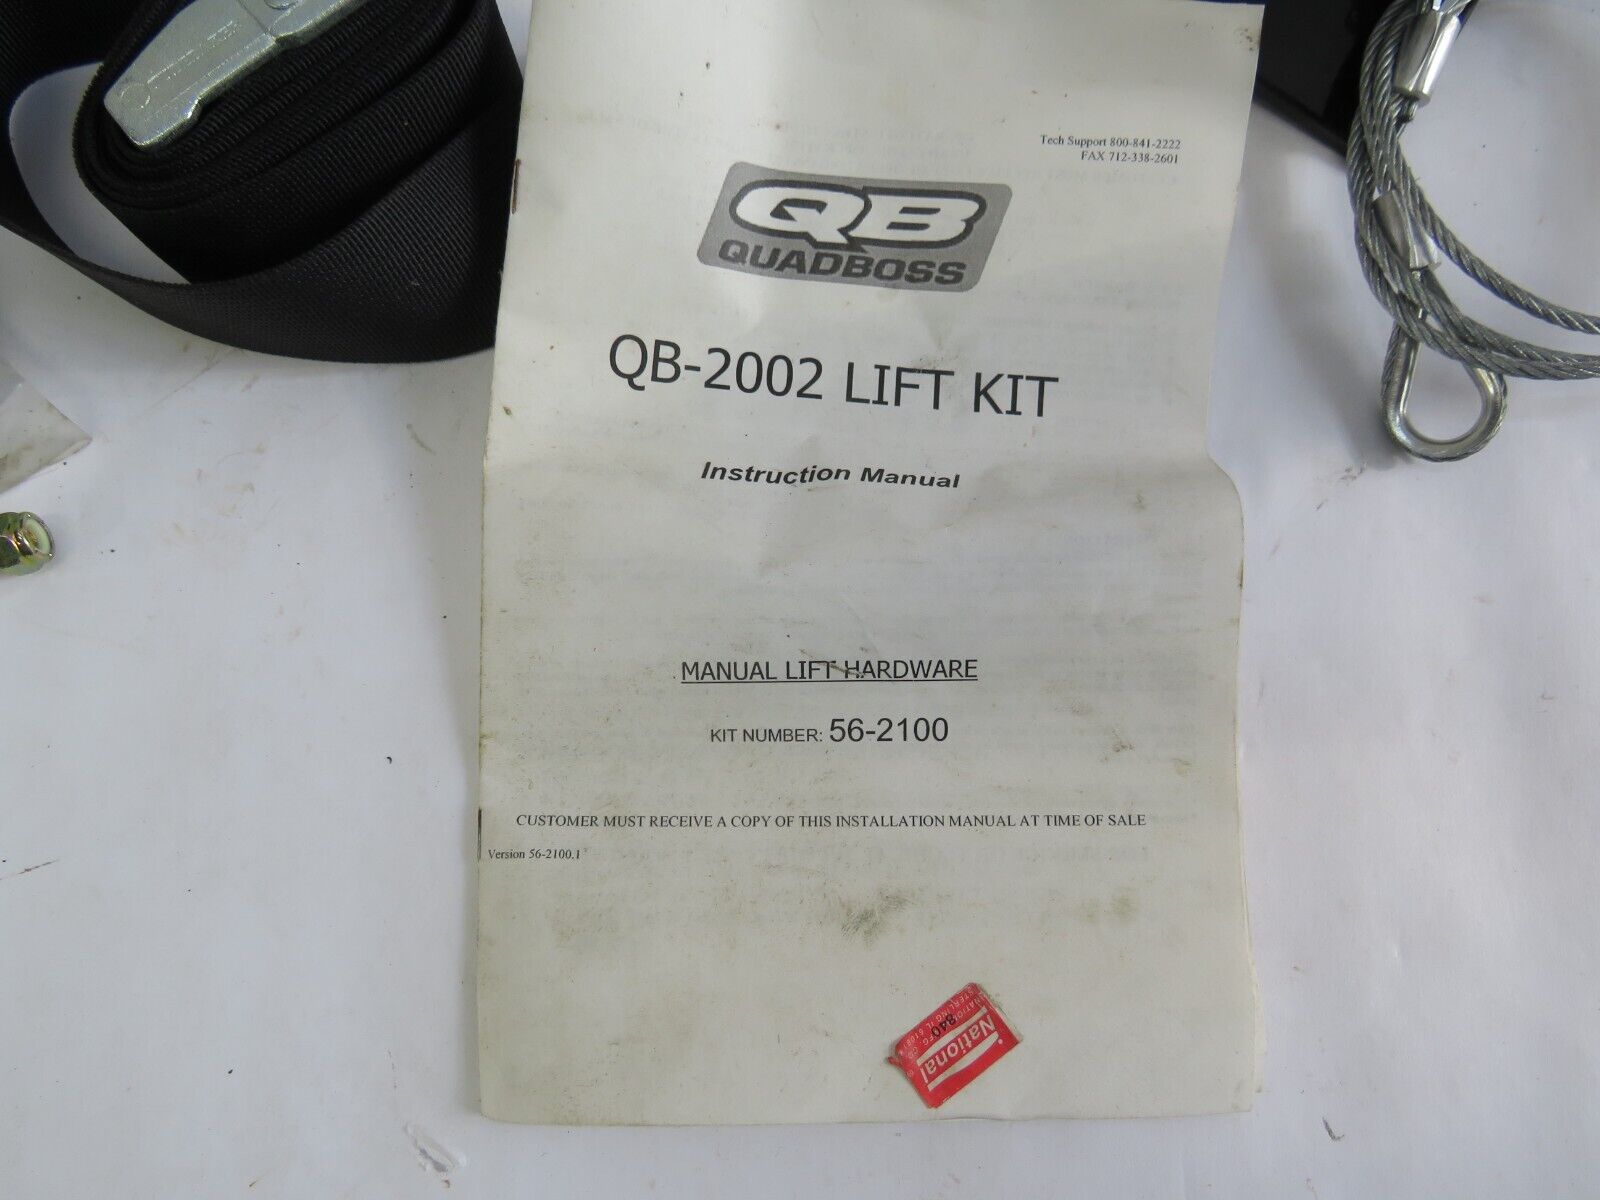 Tech Support 800-841-2222
FAX 712-338-2601
QB
QUADBOSS
QB-2002 LIFT KIT
Instruction Manual
MANUAL LIFT HARDWARE
KIT NUMBER: 56-2100
CUSTOMER MUST RECEIVE A COPY OF THIS INSTALLATION MANUAL AT TIME OF SALE
Version 56-2100.1
National
840